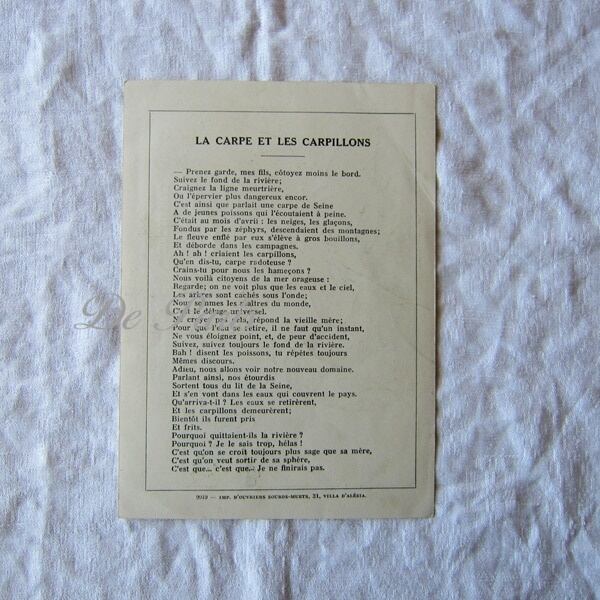 LA CARPE ET LES CARPILLONS
— Prenez garde, mes fils, côtoyez moins le bord.
Suivez le fond de la rivière;
Craignez la ligne meurtrière,
Ou l'épervier plus dangereux encor.
C'est ainsi que parlait une carpe de Seine
A de jeunes poissons qui l'écoutaient à peine.
C'était au mois d'avril : les neiges, les glaçons,
Fondus par les zéphyrs, descendaient des montagnes;
Le fleuve enflé par eux s'élève à gros bouillons,
Et déborde dans les campagnes.
Ah ! ah ! criaient les carpillons,
Qu'en dis-tu, carpe radoteuse ?
Crains-tu pour nous les hameçons ?
Nous voilà citoyens de la mer orageuse :
Regarde; on ne voit plus que les eaux et le ciel,
Les arbres sont cachés sous l'onde;
Nous sommes les maîtres du monde,
C'est le déluge universel.
Ne croyez pas cela, répond la vieille mère;
Pour que l'eau se retire, il ne faut qu'un instant,
Ne vous éloignez point, et, de peur d'accident,
Suivez, suivez toujours le fond de la rivière.
Bah ! disent les poissons, tu répètes toujours
Mêmes discours.
Adieu, nous allons voir notre nouveau domaine.
Parlant ainsi, nos étourdis
Sortent tous du lit de la Seine,
Et s'en vont dans les eaux qui couvrent le pays.
Qu'arriva-t-il ? Les eaux se retirèrent,
Et les carpillons demeurèrent;
Bientôt ils furent pris
Et frits.
Pourquoi quittaient-ils la rivière ?
Pourquoi ? Je le sais trop, hélas !
C'est qu'on se croit toujours plus sage que sa mère,
C'est qu'on veut sortir de sa sphère,
C'est que... c'est que.. Je ne finirais pas.
9919 — IMP. D'OUVRIERS SOURDS-MUETS, 31, VILLA D'ALÉSIA.
De